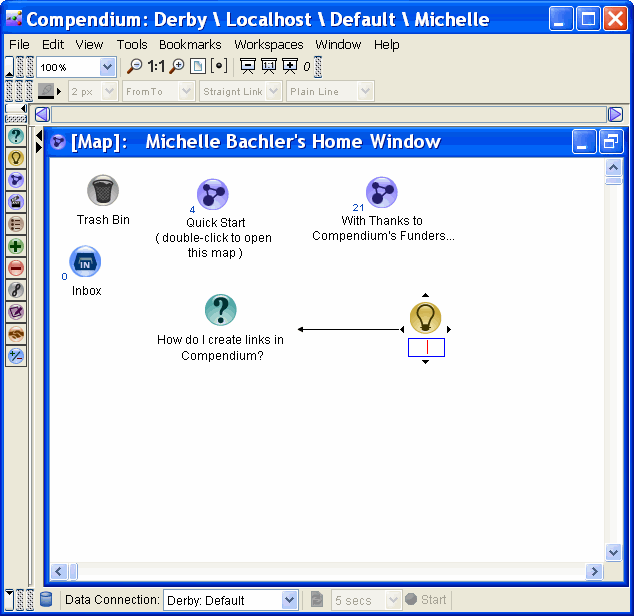 Compendium: Derby \ Localhost \ Default \ Michelle
File Edit View Tools Bookmarks Workspaces Window Help
100% 1:1 1:1 0
2 px FromTo Straignt Link Plain Line
[Map]: Michelle Bachler's Home Window
Trash Bin
4
Quick Start
( double-click to open
this map )
21
With Thanks to
Compendium's Funders...
IN
0
Inbox
?
How do I create links in
Compendium?
Data Connection: Derby: Default 5 secs Start